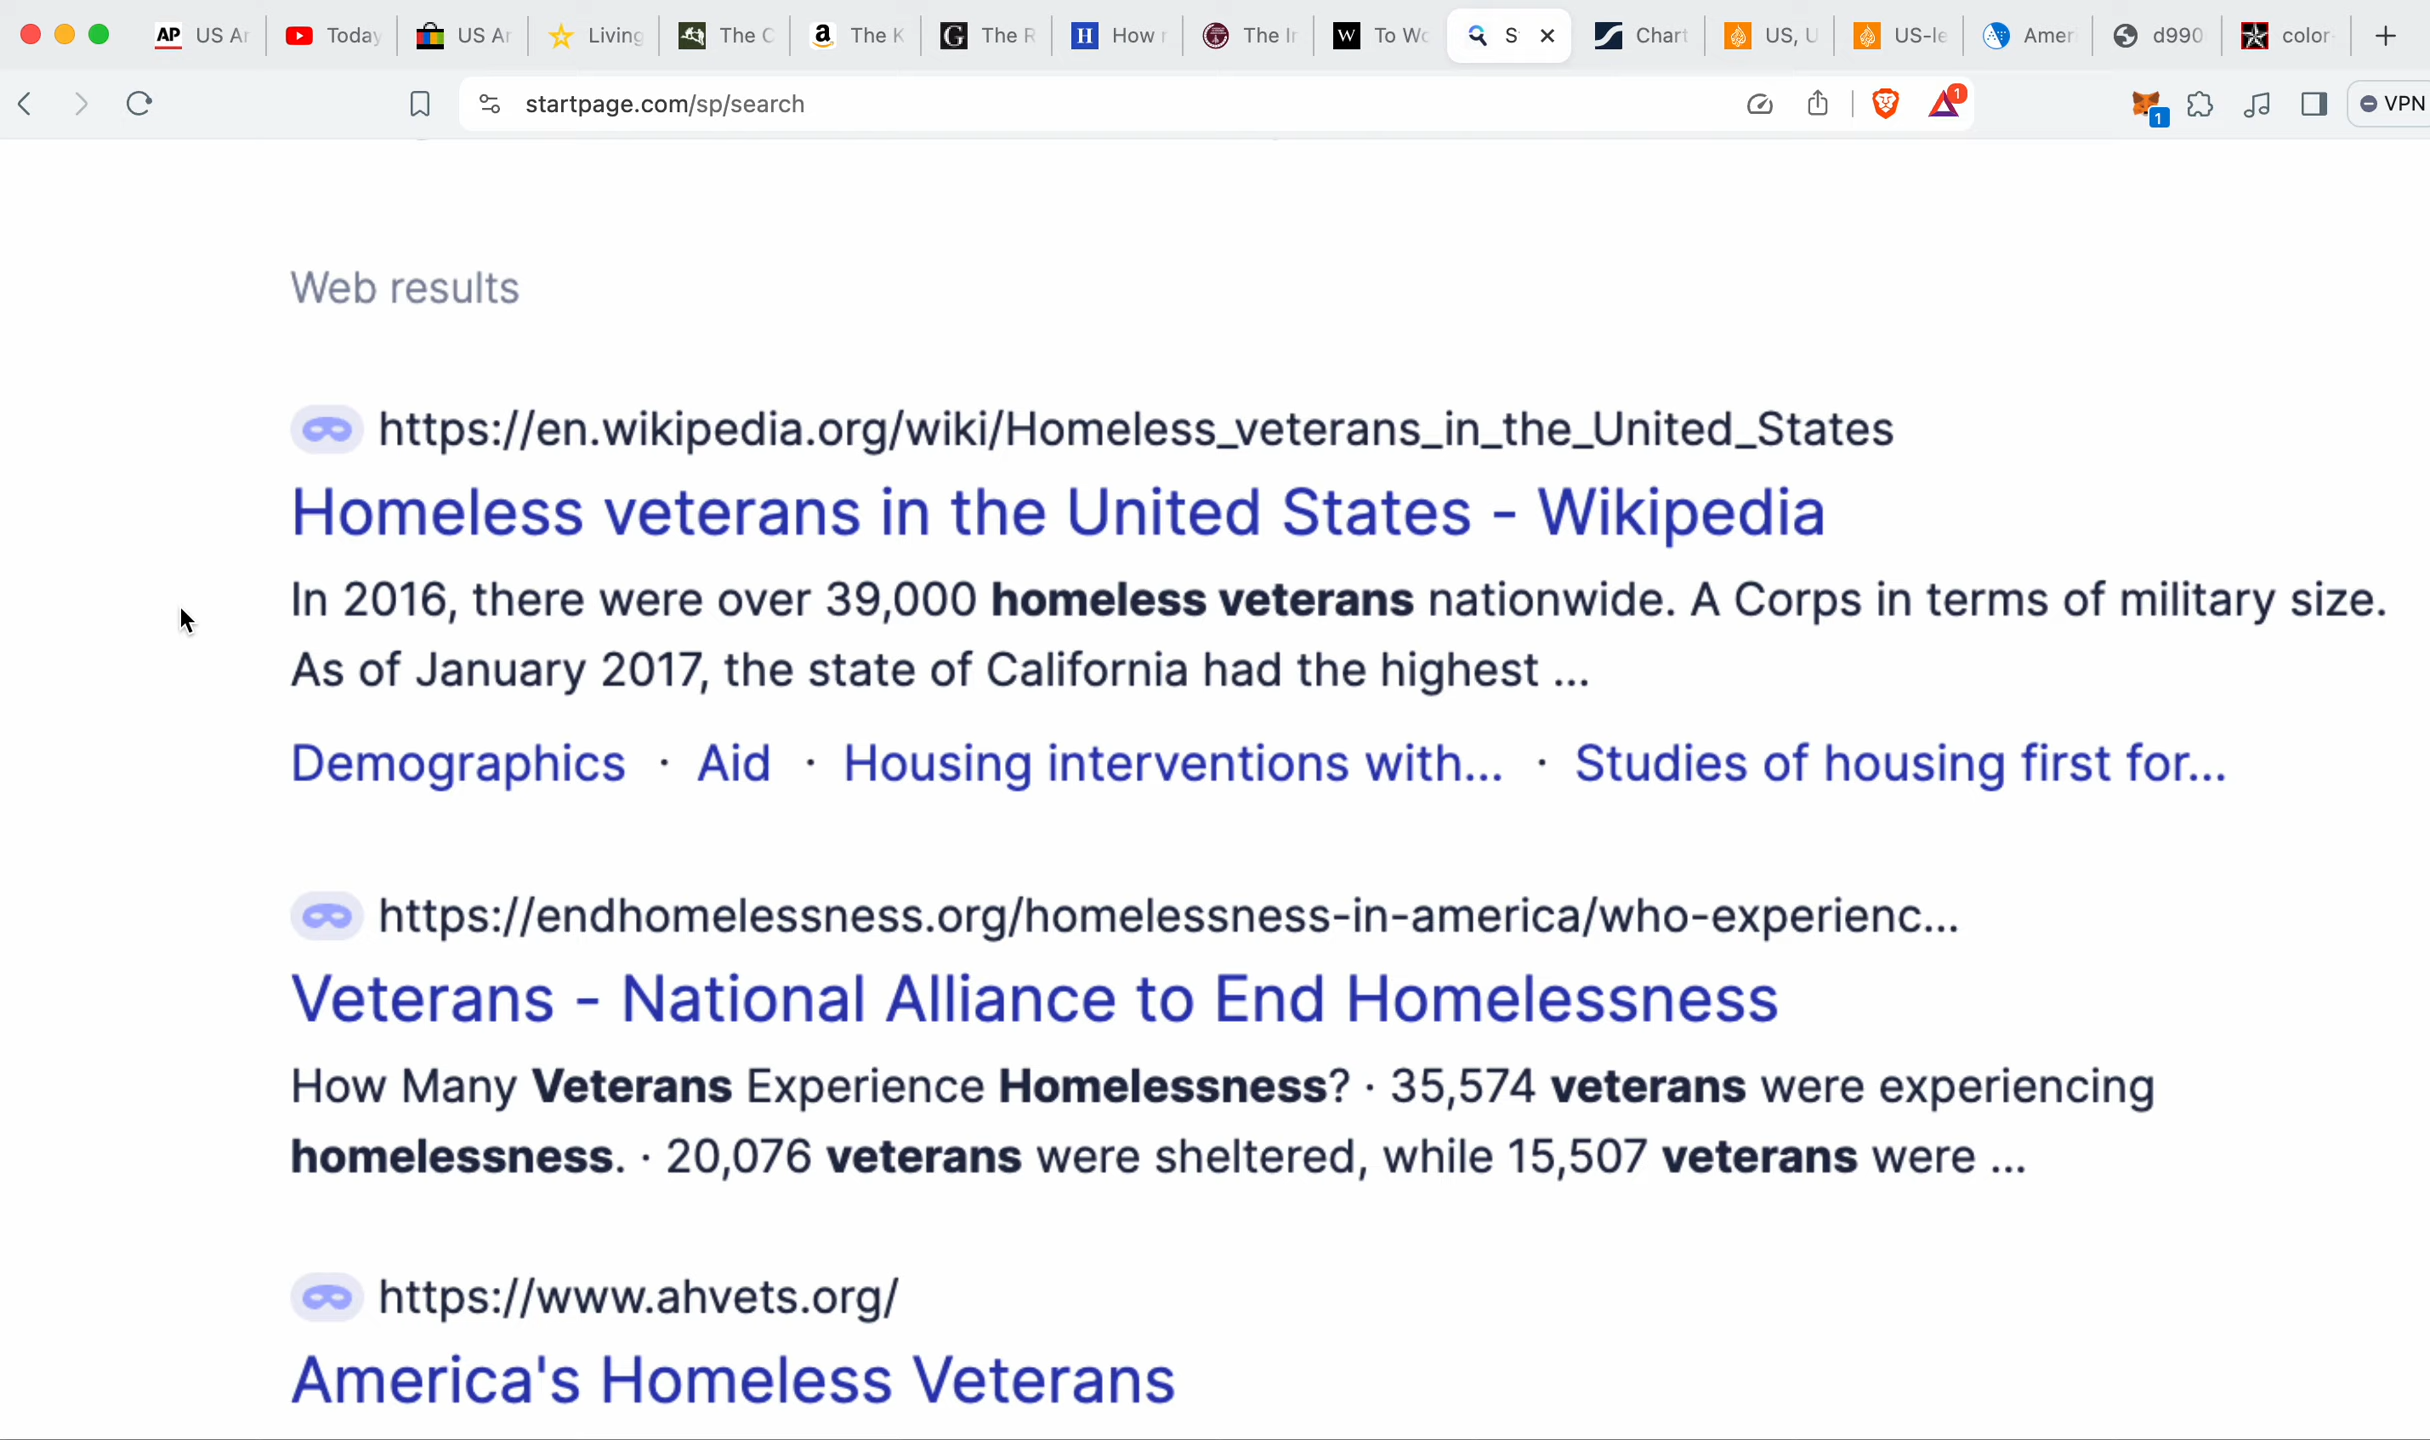 AP US Ar Today US Ar Living The C a The K G The R H How r The Ir W To Wo S Chart US, U US-le Amer d990 color
startpage.com/sp/search 1 1 VPN
Web results
https://en.wikipedia.org/wiki/Homeless_veterans_in_the_United_States
Homeless veterans in the United States - Wikipedia
In 2016, there were over 39,000 homeless veterans nationwide. A Corps in terms of military size.
As of January 2017, the state of California had the highest ...
Demographics · Aid · Housing interventions with... · Studies of housing first for...
https://endhomelessness.org/homelessness-in-america/who-experienc...
Veterans - National Alliance to End Homelessness
How Many Veterans Experience Homelessness? · 35,574 veterans were experiencing
homelessness. · 20,076 veterans were sheltered, while 15,507 veterans were ...
https://www.ahvets.org/
America's Homeless Veterans